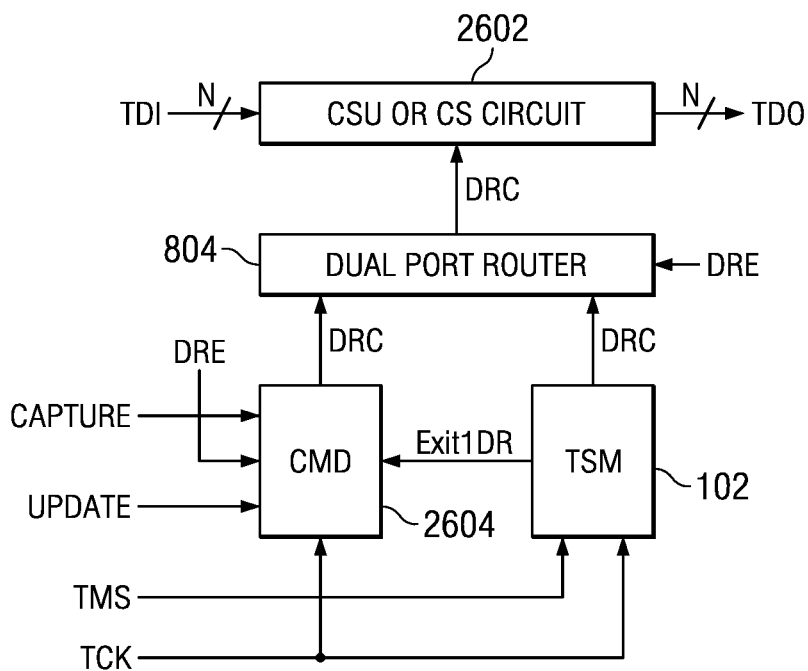 2602
TDI
N
CSU OR CS CIRCUIT
N
TDO
DRC
804
DUAL PORT ROUTER
DRE
DRC
DRC
DRE
CAPTURE
CMD
Exit1DR
TSM
102
UPDATE
2604
TMS
TCK